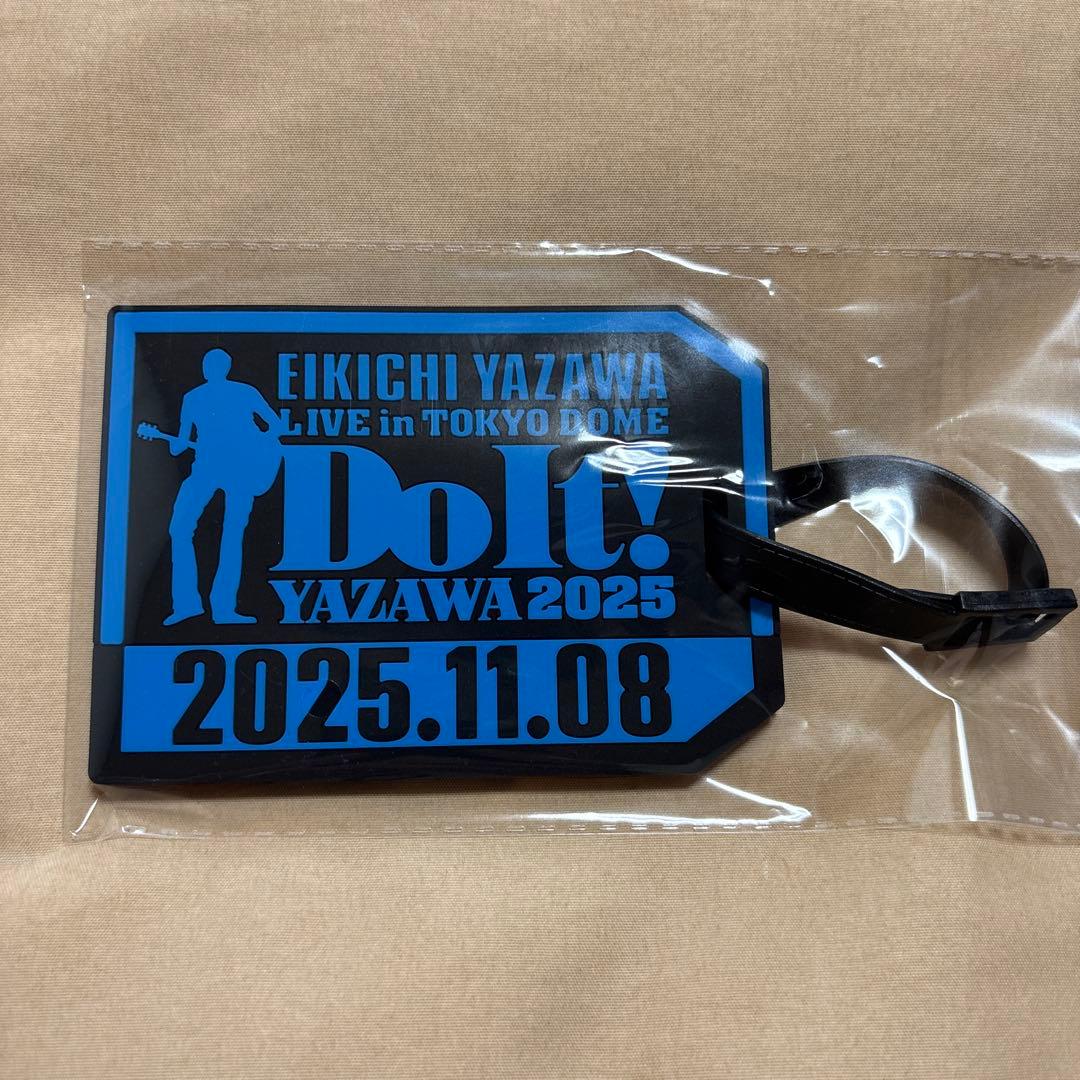 EIKICHI YAZAWA
LIVE in TOKYO DOME
Do It!
YAZAWA 2025
2025.11.08